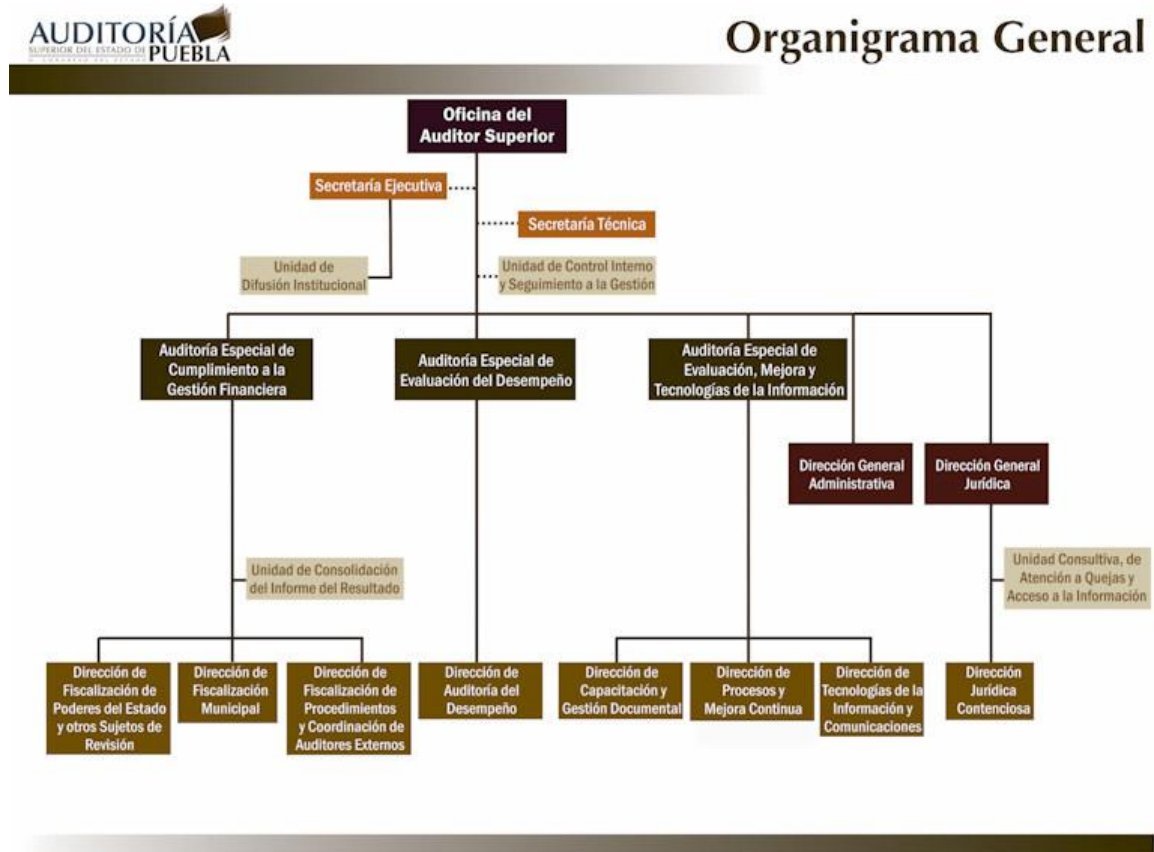 AUDITORÍA
SUPERIOR DEL ESTADO DE PUEBLA
H. CONGRESO DEL ESTADO
Organigrama General
Oficina del
Auditor Superior
Secretaría Ejecutiva
Secretaría Técnica
Unidad de
Difusión Institucional
Unidad de Control Interno
y Seguimiento a la Gestión
Auditoría Especial de
Cumplimiento a la
Gestión Financiera
Auditoría Especial de
Evaluación del Desempeño
Auditoría Especial de
Evaluación, Mejora y
Tecnologías de la Información
Dirección General
Administrativa
Dirección General
Jurídica
Unidad de Consolidación
del Informe del Resultado
Unidad Consultiva, de
Atención a Quejas y
Acceso a la Información
Dirección de
Fiscalización de
Poderes del Estado
y otros Sujetos de
Revisión
Dirección de
Fiscalización
Municipal
Dirección de
Fiscalización de
Procedimientos
y Coordinación de
Auditores Externos
Dirección de
Auditoría del
Desempeño
Dirección de
Capacitación y
Gestión Documental
Dirección de
Procesos y
Mejora Continua
Dirección de
Tecnologías de la
Información y
Comunicaciones
Dirección
Jurídica
Contenciosa